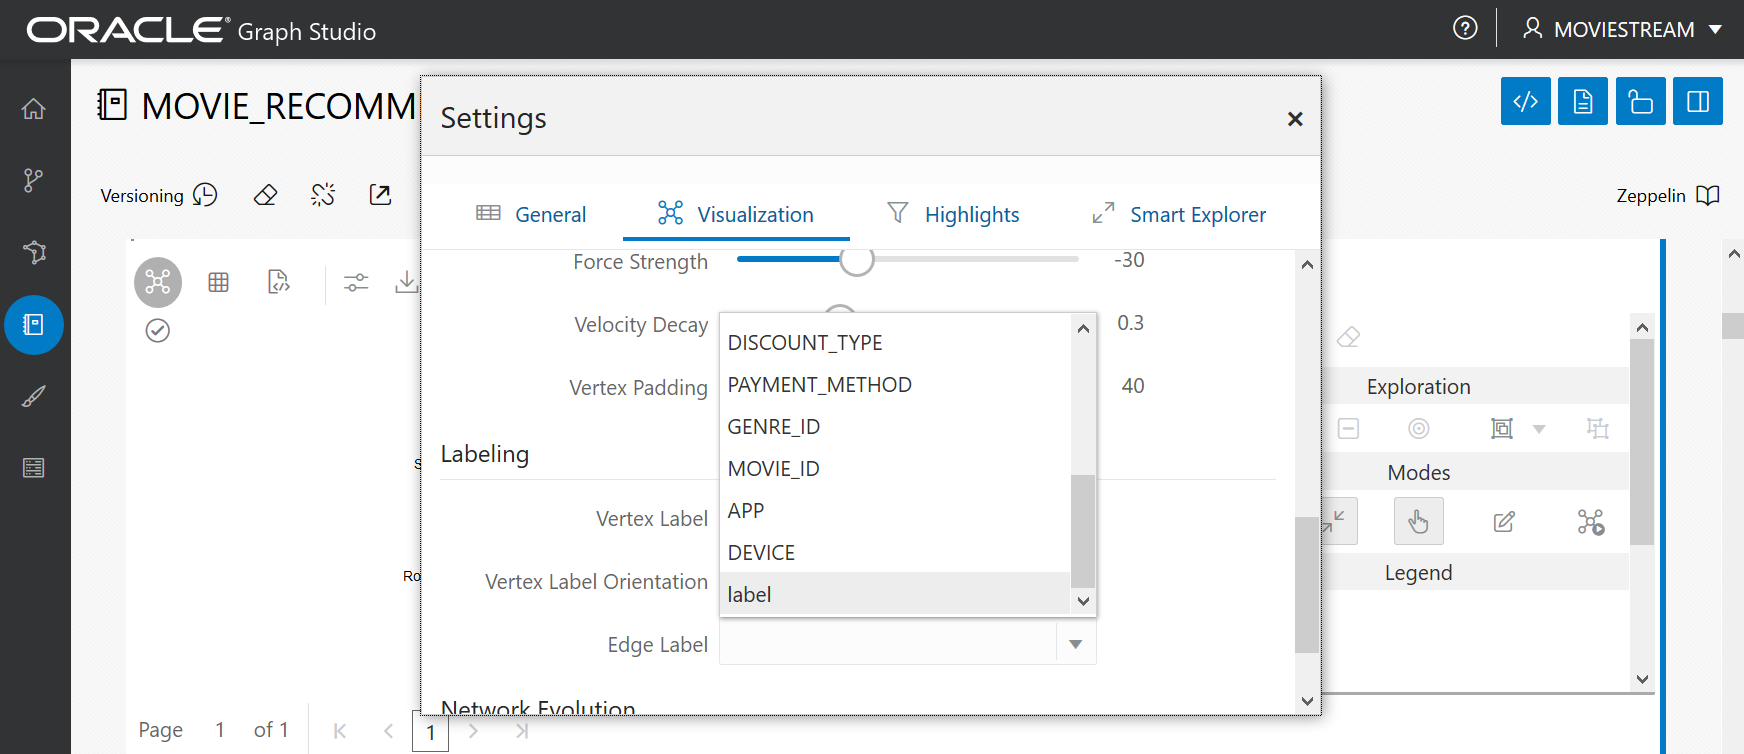 ORACLE® Graph Studio
MOVIESTREAM
MOVIE_RECOMM
Settings
Versioning
Zeppelin
General
Visualization
Highlights
Smart Explorer
Force Strength
-30
Velocity Decay
0.3
DISCOUNT_TYPE
Vertex Padding
40
PAYMENT_METHOD
Exploration
GENRE_ID
Labeling
MOVIE_ID
Modes
Vertex Label
APP
DEVICE
Legend
Vertex Label Orientation
label
Ro
Edge Label
Network Evolution
Page 1 of 1
1